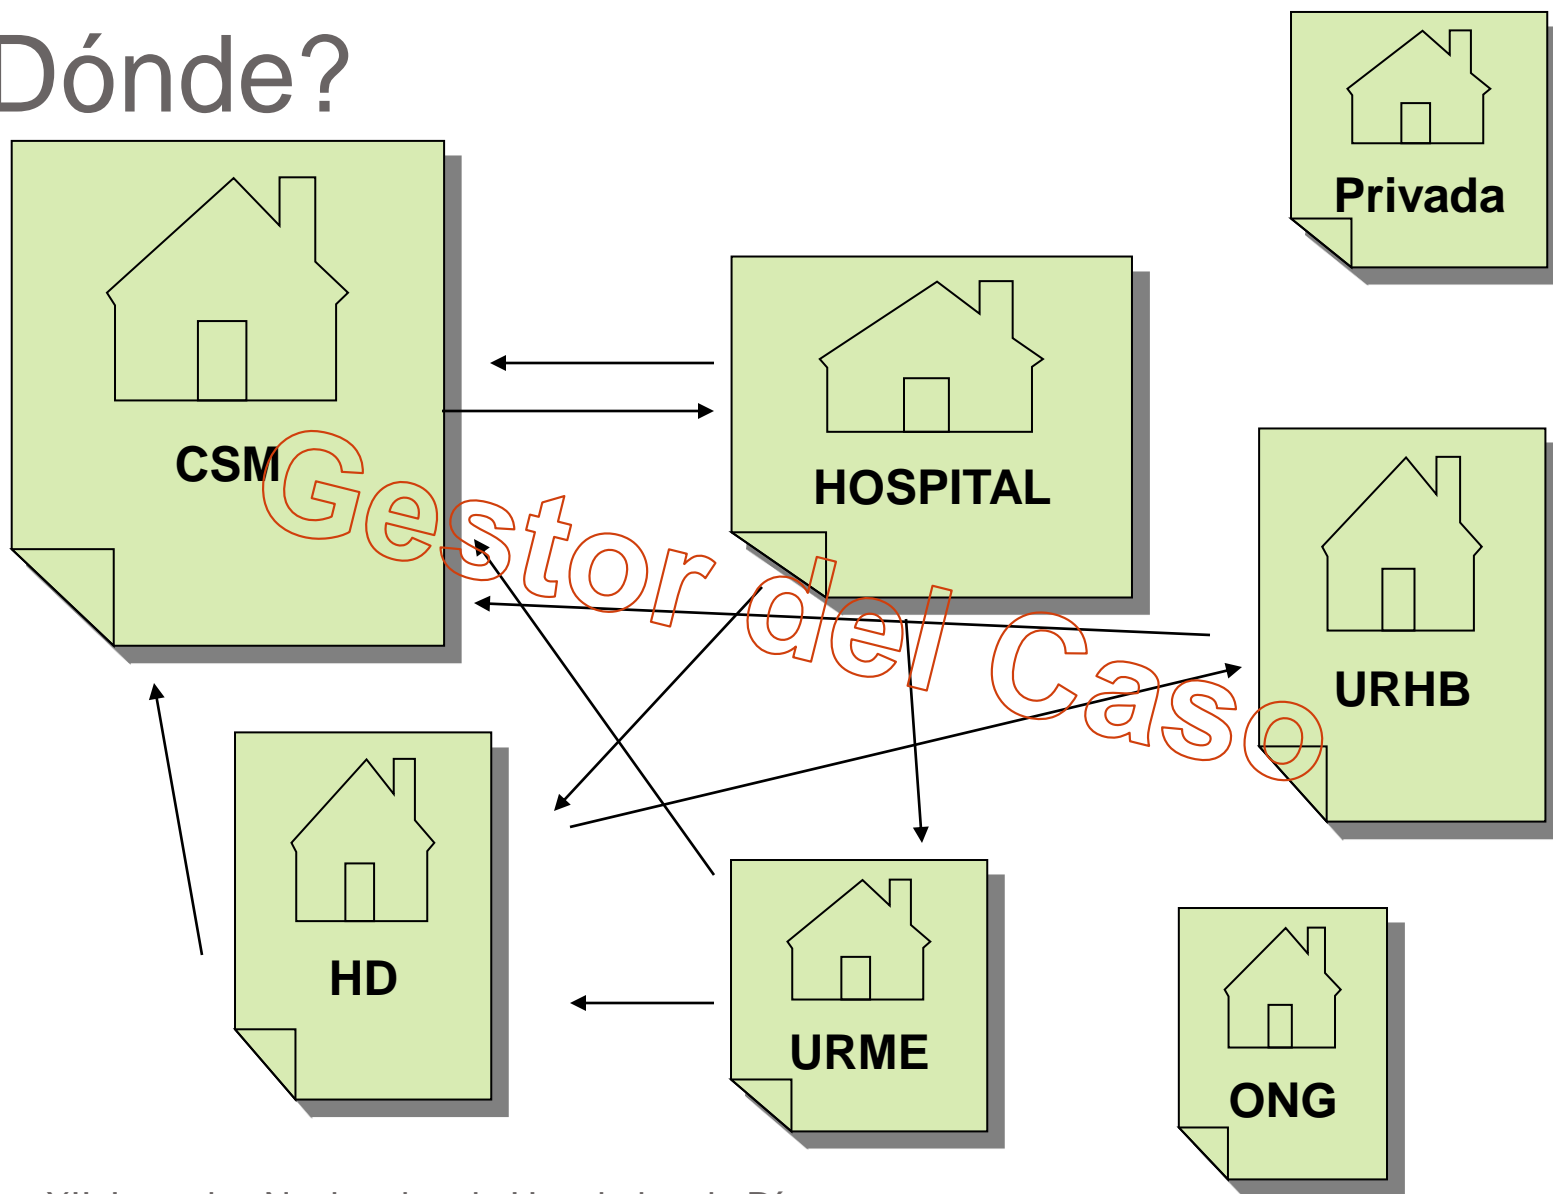 Dónde?
Privada
CSM
HOSPITAL
Gestor del Caso
URHB
HD
URME
ONG